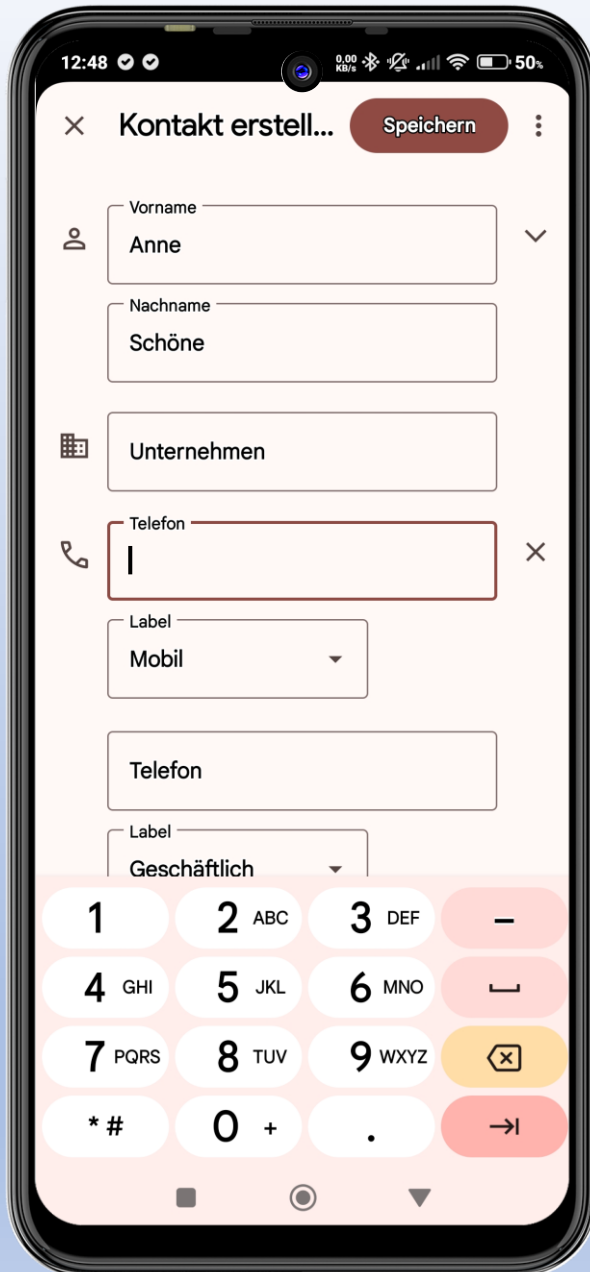 12:48 0,00 KB/s 50%
Kontakt erstell... Speichern
Vorname
Anne
Nachname
Schöne
Unternehmen
Telefon
Label
Mobil
Telefon
Label
Geschäftlich
1 2 ABC 3 DEF –
4 GHI 5 JKL 6 MNO
7 PQRS 8 TUV 9 WXYZ
*# 0 + .